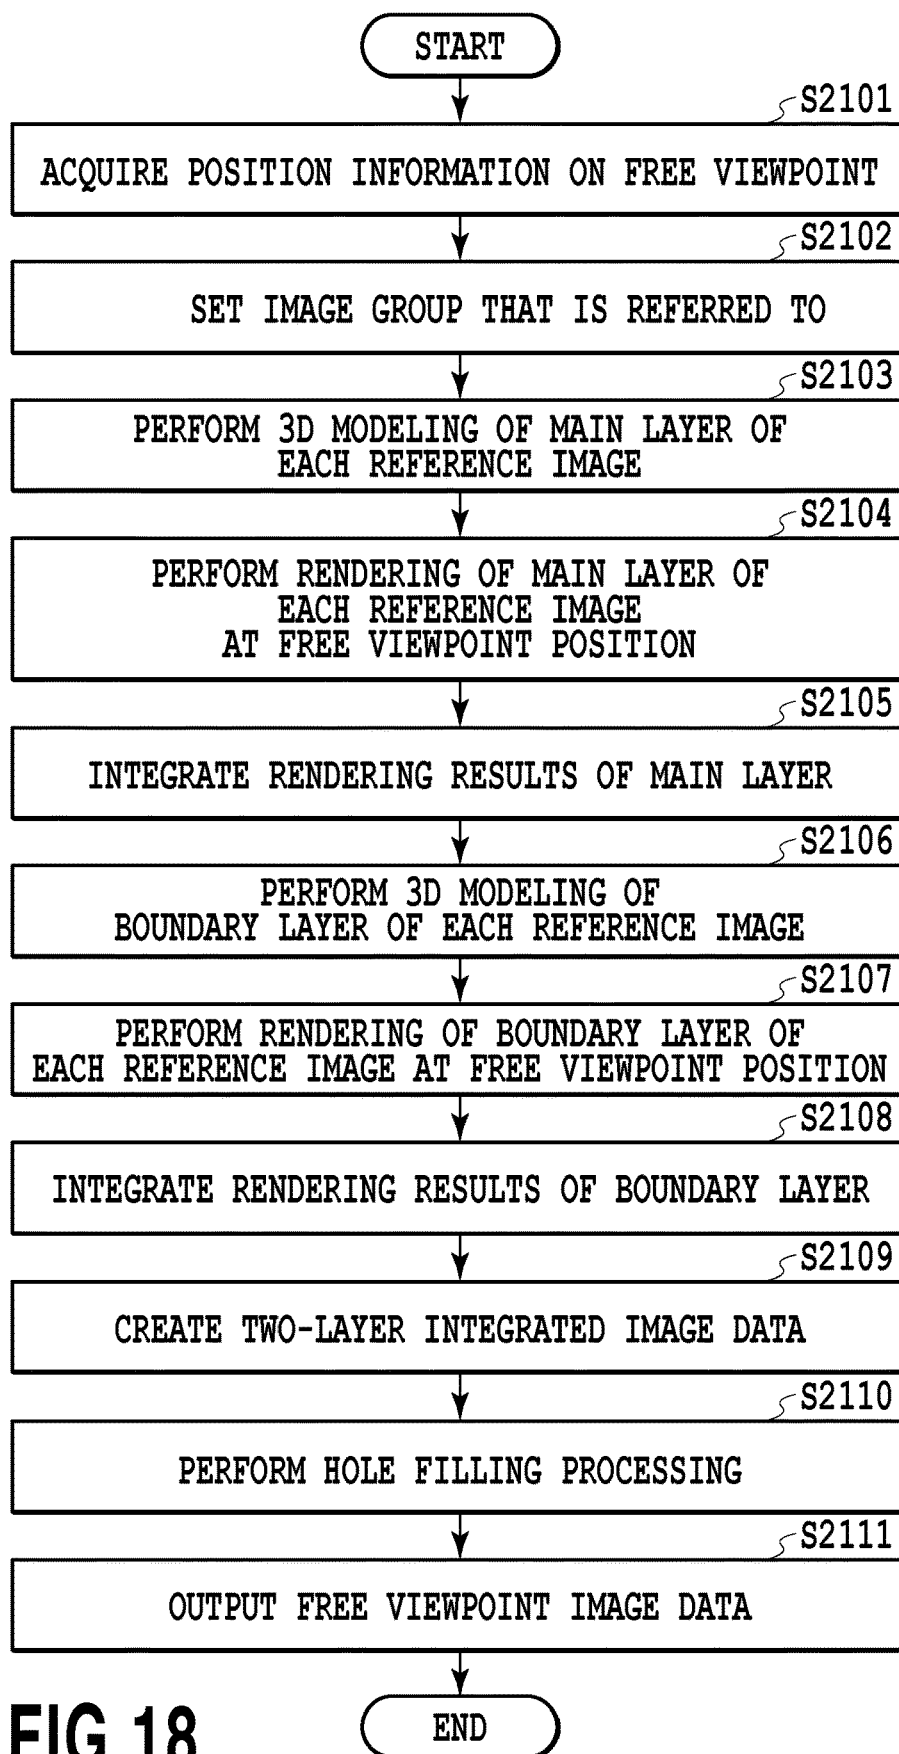 START
S2101
ACQUIRE POSITION INFORMATION ON FREE VIEWPOINT
S2102
SET IMAGE GROUP THAT IS REFERRED TO
S2103
PERFORM 3D MODELING OF MAIN LAYER OF
EACH REFERENCE IMAGE
S2104
PERFORM RENDERING OF MAIN LAYER OF
EACH REFERENCE IMAGE
AT FREE VIEWPOINT POSITION
S2105
INTEGRATE RENDERING RESULTS OF MAIN LAYER
S2106
PERFORM 3D MODELING OF
BOUNDARY LAYER OF EACH REFERENCE IMAGE
S2107
PERFORM RENDERING OF BOUNDARY LAYER OF
EACH REFERENCE IMAGE AT FREE VIEWPOINT POSITION
S2108
INTEGRATE RENDERING RESULTS OF BOUNDARY LAYER
S2109
CREATE TWO-LAYER INTEGRATED IMAGE DATA
S2110
PERFORM HOLE FILLING PROCESSING
S2111
OUTPUT FREE VIEWPOINT IMAGE DATA
END
FIG.18